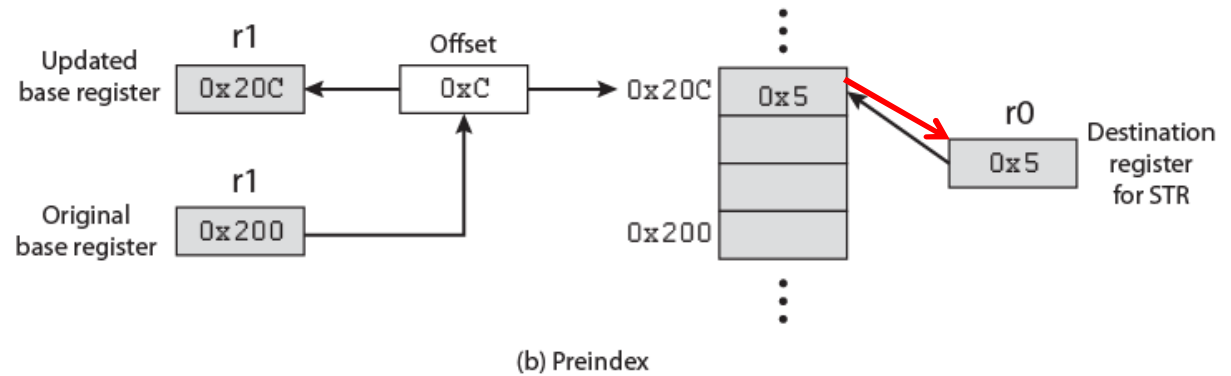 r1
Offset
Updated
base register
0x20C
0xC
0x20C
0x5
r0
0x5
Destination
register
for STR
r1
Original
base register
0x200
0x200
(b) Preindex